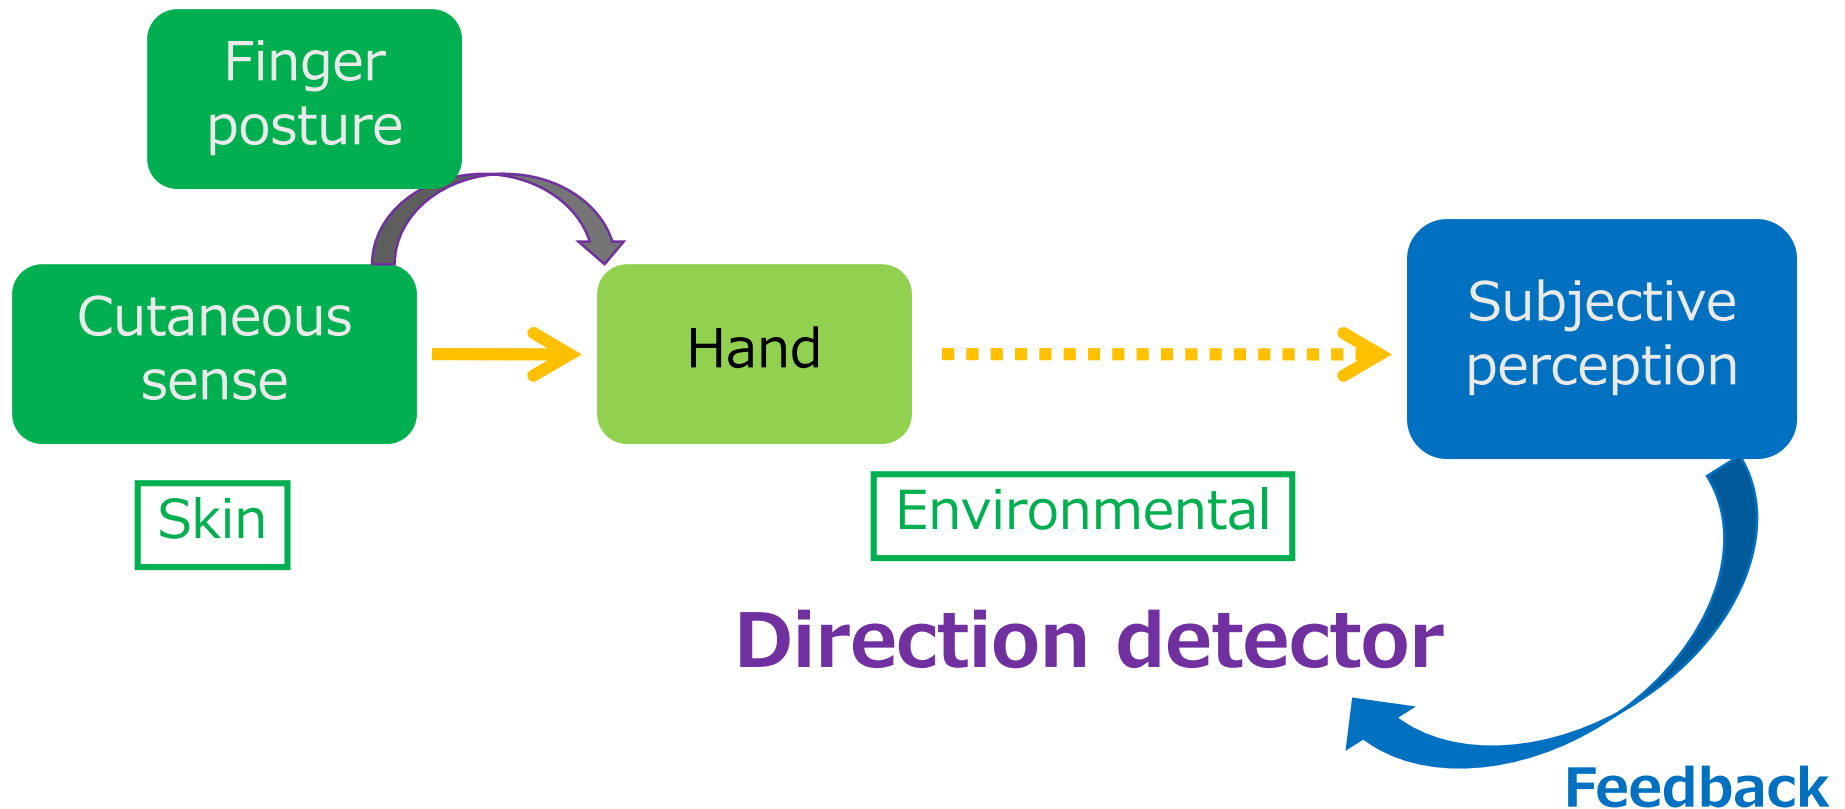 Finger
posture
Cutaneous
sense
Hand
Subjective
perception
Skin
Environmental
Direction detector
Feedback